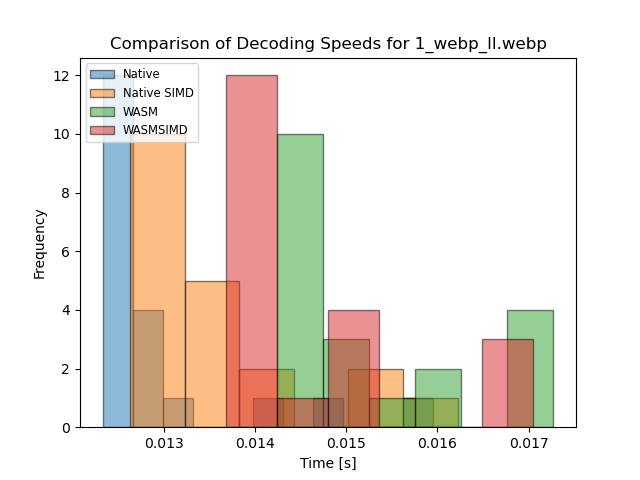 Comparison of Decoding Speeds for 1_webp_ll.webp
Native
Native SIMD
WASM
WASMSIMD
Frequency
12
10
8
6
4
2
0
0.013 0.014 0.015 0.016 0.017
Time [s]